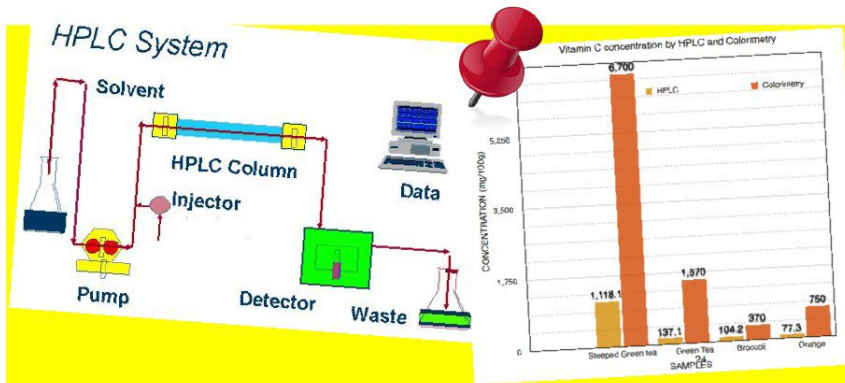 HPLC System
Solvent
HPLC Column
Injector
Data
Pump
Detector
Waste
Vitamin C concentration by HPLC and Colorimetry
6,700
HPLC
Colorimetry
5,250
3,500
1,750
0
CONCENTRATION (mg/100g)
1,118.1
137.1
1,570
104.2
370
77.3
750
Steeped Green tea
Green Tea
Broccoli
Orange
24
SAMPLES